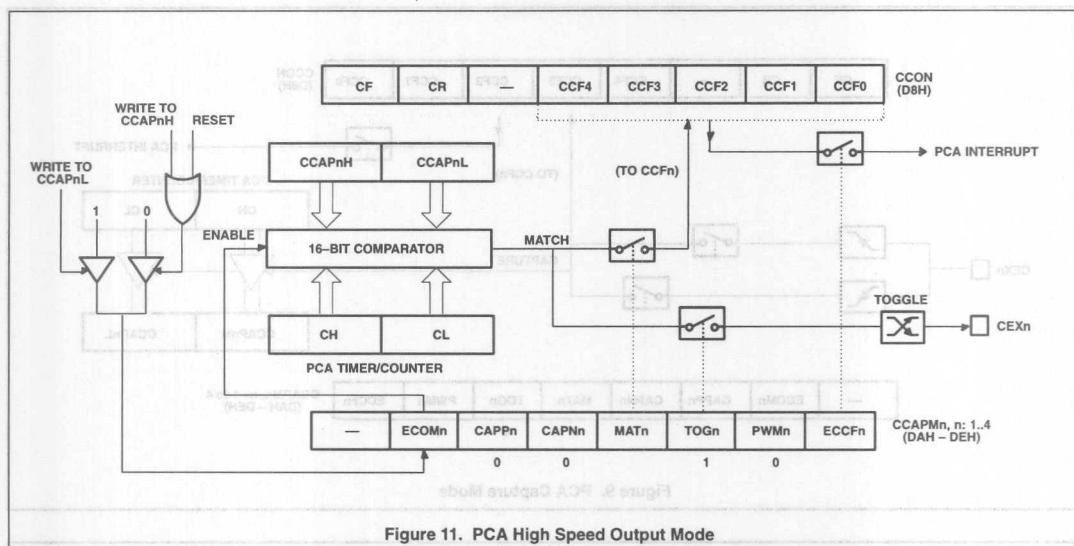 CF CR — CCF4 CCF3 CCF2 CCF1 CCF0
CCON
(D8H)
WRITE TO
CCAPnH
RESET
WRITE TO
CCAPnL
1
0
ENABLE
CCAPnH CCAPnL
16–BIT COMPARATOR
MATCH
(TO CCFn)
PCA INTERRUPT
CH CL
PCA TIMER/COUNTER
TOGGLE
CEXn
— ECOMn CAPPn CAPNn MATn TOGn PWMn ECCFn
CCAPMn, n: 1..4
(DAH – DEH)
0 0 1 0
Figure 11. PCA High Speed Output Mode